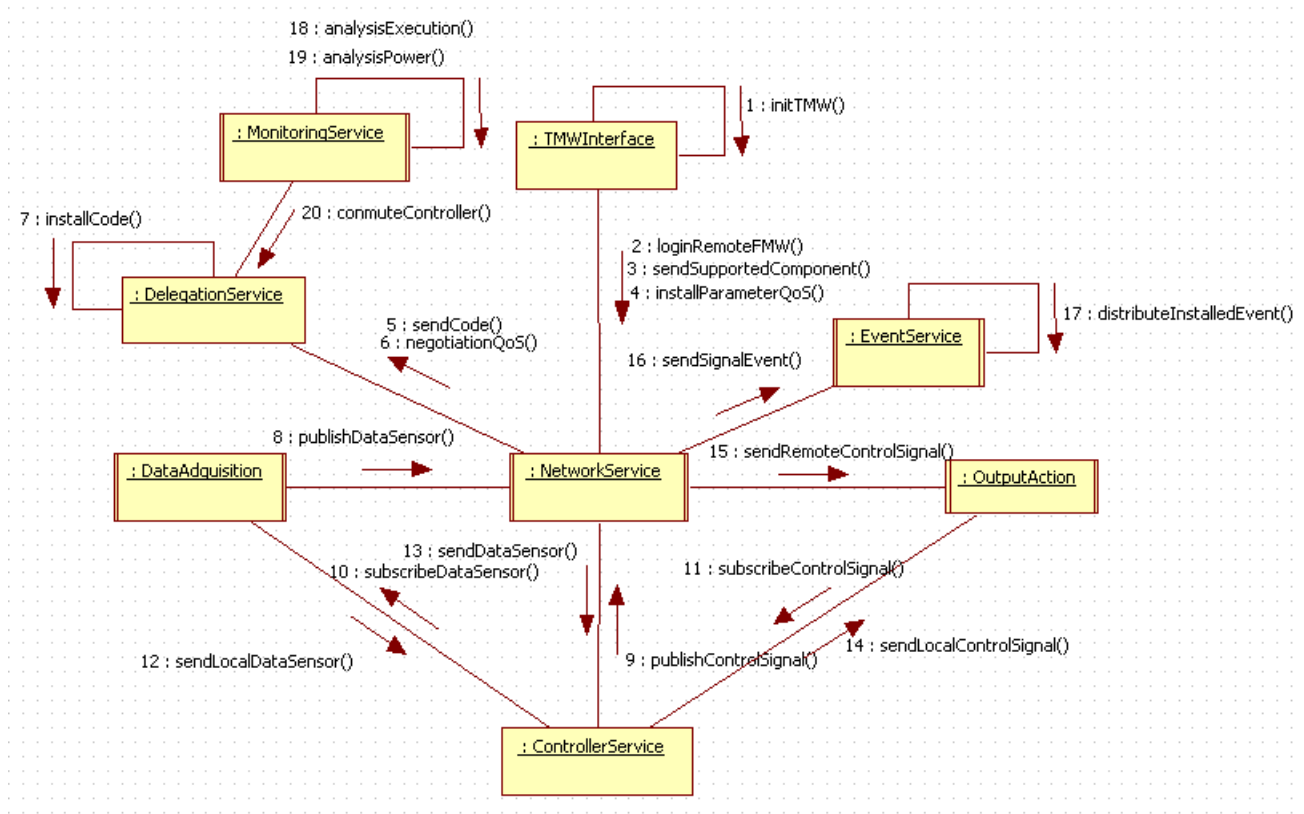 18 : analysisExecution()
19 : analysisPower()
1 : initTMW()
: MonitoringService
: TMWInterface
7 : installCode()
20 : conmuteController()
2 : loginRemoteFMW()
3 : sendSupportedComponent()
4 : installParameterQoS()
: DelegationService
17 : distributeInstalledEvent()
5 : sendCode()
6 : negotiationQoS()
: EventService
16 : sendSignalEvent()
8 : publishDataSensor()
15 : sendRemoteControlSignal()
: DataAdquisition
: NetworkService
: OutputAction
13 : sendDataSensor()
10 : subscribeDataSensor()
11 : subscribeControlSignal()
12 : sendLocalDataSensor()
9 : publishControlSignal()
14 : sendLocalControlSignal()
: ControllerService